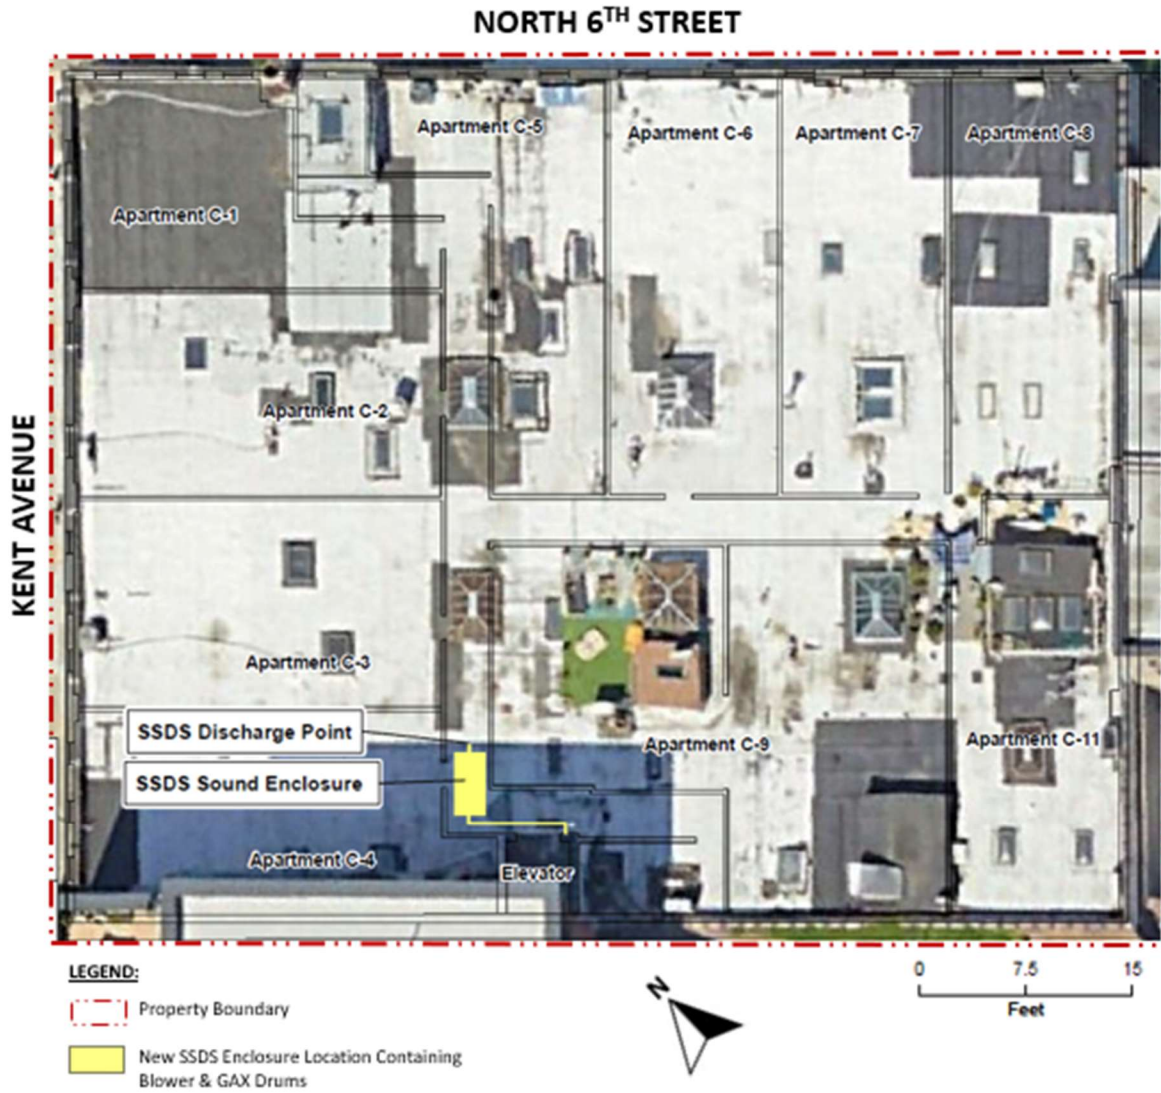 NORTH 6TH STREET
Apartment C-5
Apartment C-6
Apartment C-7
Apartment C-8
Apartment C-1
Apartment C-2
KENT AVENUE
Apartment C-3
SSDS Discharge Point
Apartment C-9
Apartment C-11
SSDS Sound Enclosure
Apartment C-4
Elevator
LEGEND:
Property Boundary
New SSDS Enclosure Location Containing
Blower & GAX Drums
N
0 7.5 15
Feet